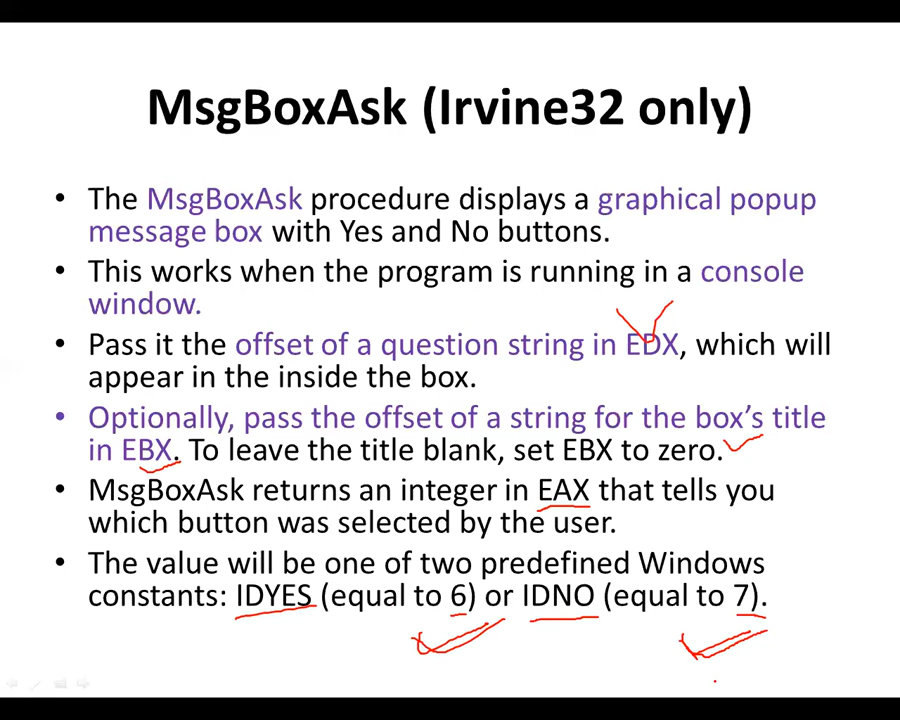 MsgBoxAsk (Irvine32 only)
• The MsgBoxAsk procedure displays a graphical popup
message box with Yes and No buttons.
• This works when the program is running in a console
window.
• Pass it the offset of a question string in EDX, which will
appear in the inside the box.
• Optionally, pass the offset of a string for the box’s title
in EBX. To leave the title blank, set EBX to zero.
• MsgBoxAsk returns an integer in EAX that tells you
which button was selected by the user.
• The value will be one of two predefined Windows
constants: IDYES (equal to 6) or IDNO (equal to 7).